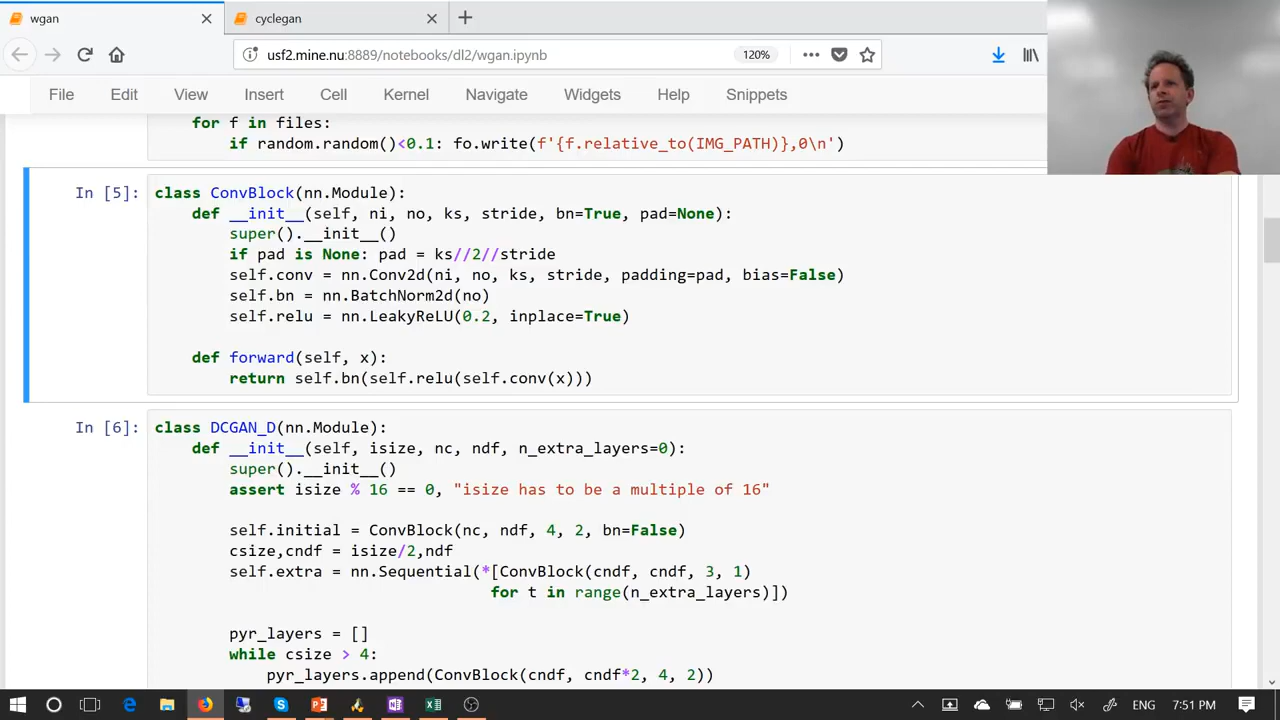 wgan
cyclegan
usf2.mine.nu:8889/notebooks/dl2/wgan.ipynb
120%
File Edit View Insert Cell Kernel Navigate Widgets Help Snippets
for f in files:
if random.random()<0.1: fo.write(f'{f.relative_to(IMG_PATH)},0\n')
In [5]:
class ConvBlock(nn.Module):
def __init__(self, ni, no, ks, stride, bn=True, pad=None):
super().__init__()
if pad is None: pad = ks//2//stride
self.conv = nn.Conv2d(ni, no, ks, stride, padding=pad, bias=False)
self.bn = nn.BatchNorm2d(no)
self.relu = nn.LeakyReLU(0.2, inplace=True)
def forward(self, x):
return self.bn(self.relu(self.conv(x)))
In [6]:
class DCGAN_D(nn.Module):
def __init__(self, isize, nc, ndf, n_extra_layers=0):
super().__init__()
assert isize % 16 == 0, "isize has to be a multiple of 16"
self.initial = ConvBlock(nc, ndf, 4, 2, bn=False)
csize,cndf = isize/2,ndf
self.extra = nn.Sequential(*[ConvBlock(cndf, cndf, 3, 1)
for t in range(n_extra_layers)])
pyr_layers = []
while csize > 4:
pyr_layers.append(ConvBlock(cndf, cndf*2, 4, 2))
ENG 7:51 PM